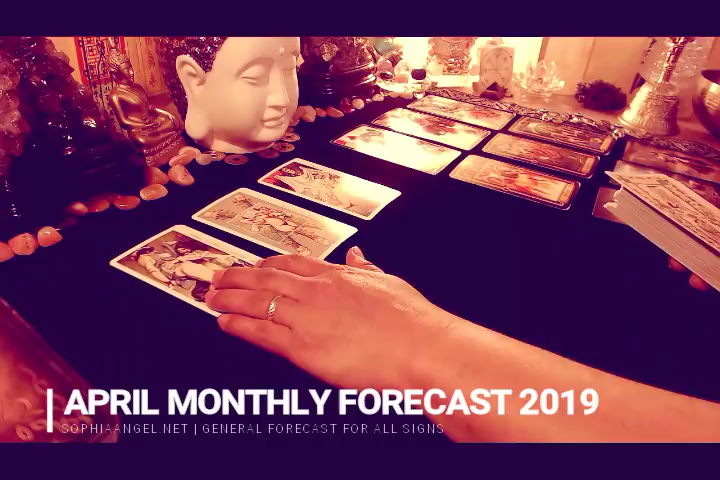 APRIL MONTHLY FORECAST 2019
SOPHIAANGEL.NET | GENERAL FORECAST FOR ALL SIGNS